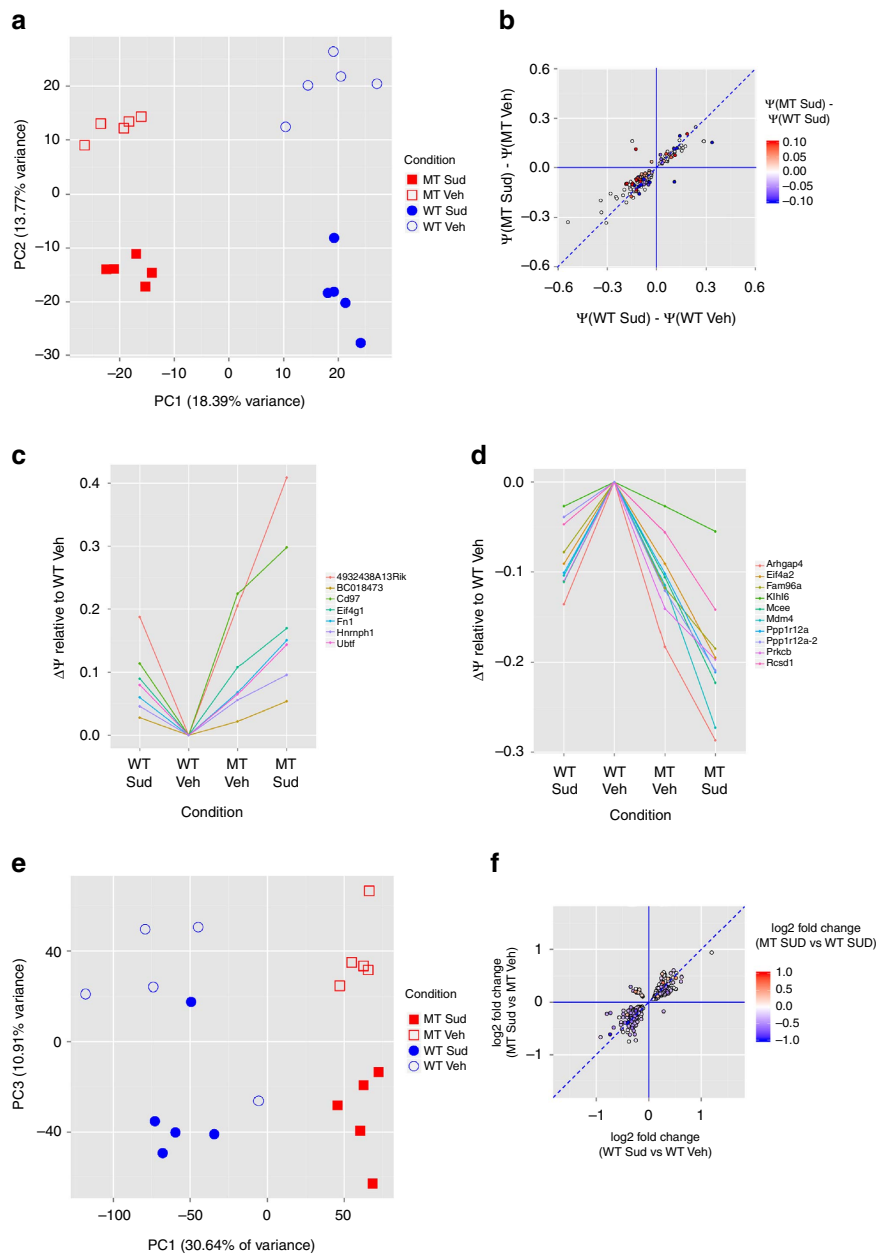 a
PC2 (13.77% variance)
20
10
0
−10
−20
−30
−20
−10
0
10
20
PC1 (18.39% variance)
Condition
MT Sud
MT Veh
WT Sud
WT Veh
b
Ψ(MT Sud) - Ψ(MT Veh)
0.6
0.3
0.0
−0.3
−0.6
−0.6
−0.3
0.0
0.3
0.6
Ψ(WT Sud) - Ψ(WT Veh)
Ψ(MT Sud) -
Ψ(WT Sud)
0.10
0.05
0.00
−0.05
−0.10
c
ΔΨ relative to WT Veh
0.4
0.3
0.2
0.1
0.0
WT
Sud
WT
Veh
MT
Veh
MT
Sud
Condition
4932438A13Rik
BC018473
Cd97
Eif4g1
Fn1
Hnrnph1
Ubtf
d
ΔΨ relative to WT Veh
0.0
−0.1
−0.2
−0.3
WT
Sud
WT
Veh
MT
Veh
MT
Sud
Condition
Arhgap4
Eif4a2
Fam96a
Klhl6
Mcee
Mdm4
Ppp1r12a
Ppp1r12a-2
Prkcb
Rcsd1
e
PC3 (10.91% variance)
40
0
−40
−100
−50
0
50
PC1 (30.64% of variance)
Condition
MT Sud
MT Veh
WT Sud
WT Veh
f
log2 fold change
(MT Sud vs MT Veh)
1
0
−1
−1
0
1
log2 fold change
(WT Sud vs WT Veh)
log2 fold change
(MT SUD vs WT SUD)
1.0
0.5
0.0
−0.5
−1.0